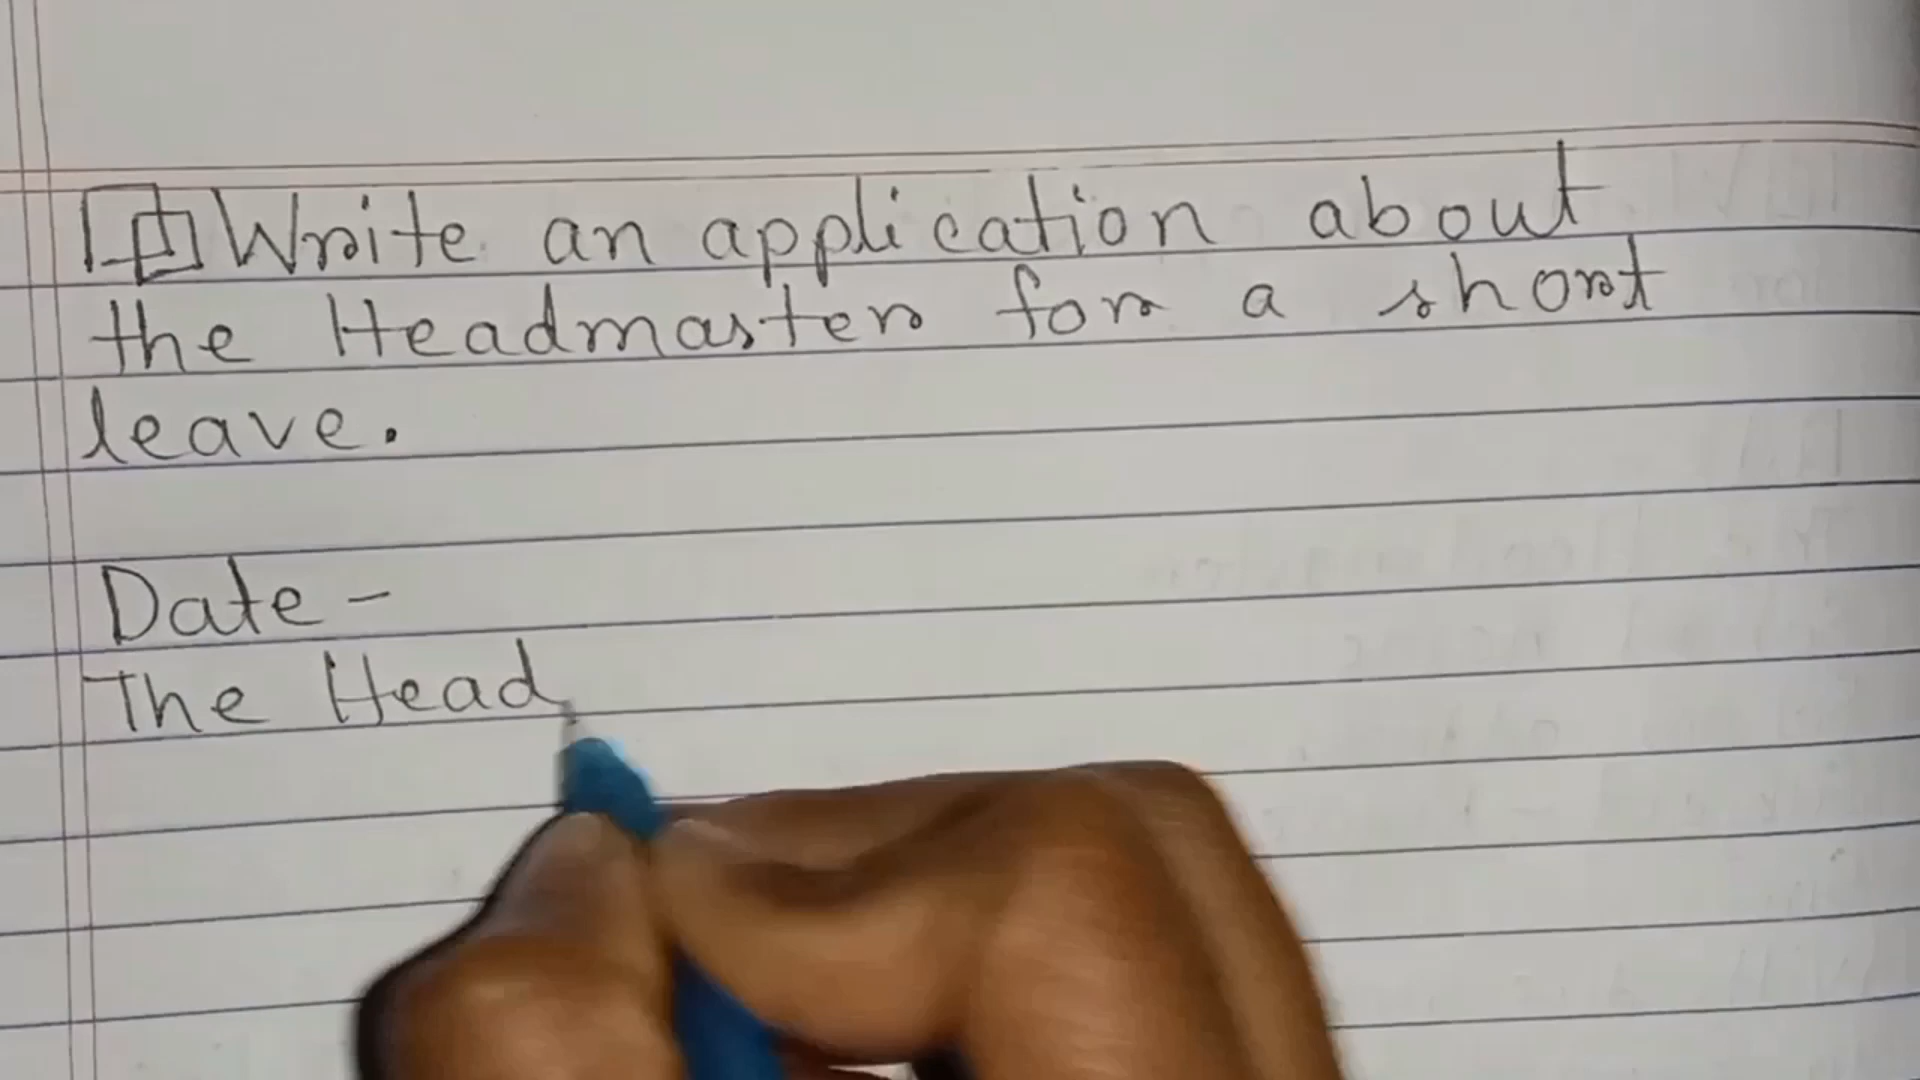 Write an application about
the Headmaster for a short
leave.
Date -
The Head